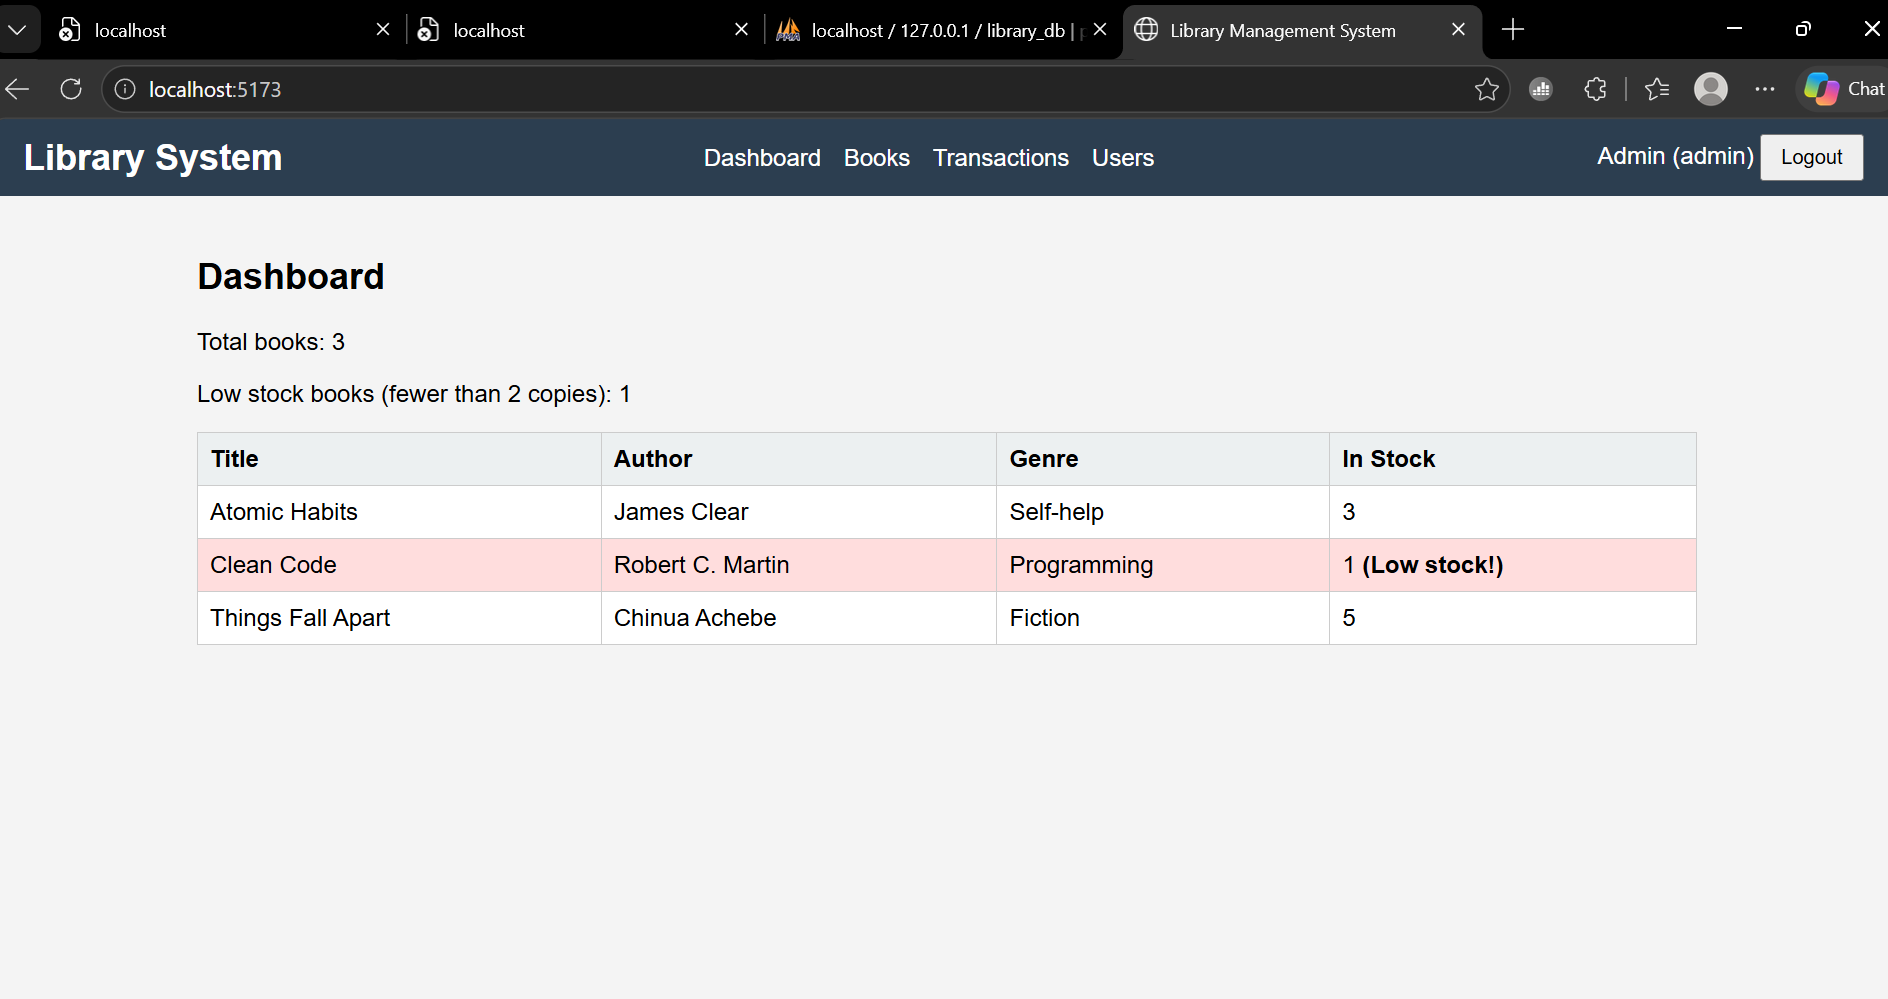 localhost
localhost
localhost / 127.0.0.1 / library_db |
Library Management System
localhost:5173
Chat
Library System
Dashboard Books Transactions Users
Admin (admin) Logout
Dashboard
Total books: 3
Low stock books (fewer than 2 copies): 1
Title Author Genre In Stock
Atomic Habits James Clear Self-help 3
Clean Code Robert C. Martin Programming 1 (Low stock!)
Things Fall Apart Chinua Achebe Fiction 5